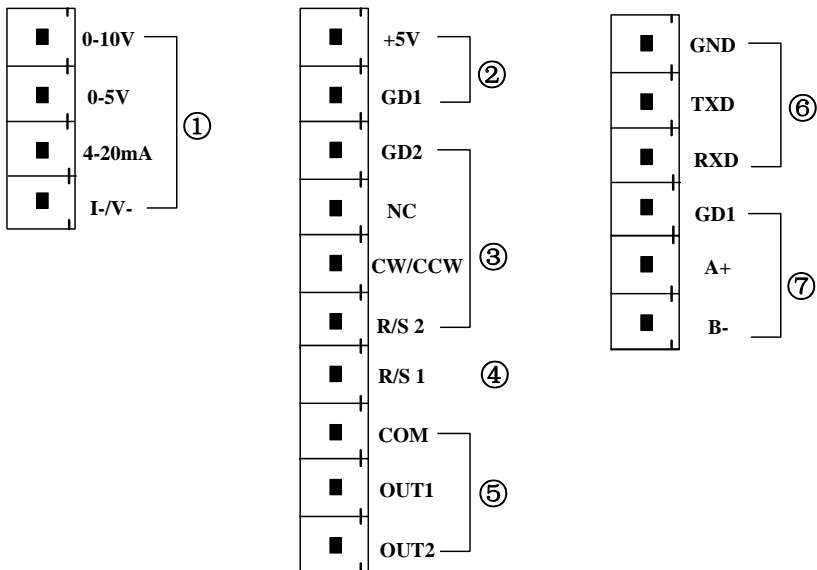 0-10V
0-5V
4-20mA
I-/V-
①
+5V
GD1
②
GD2
NC
CW/CCW
R/S 2
③
R/S 1
④
COM
OUT1
OUT2
⑤
GND
TXD
RXD
⑥
GD1
A+
B-
⑦